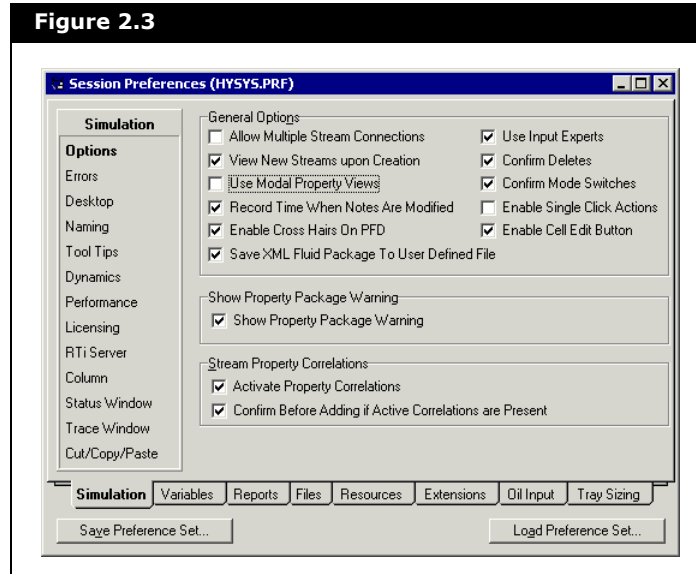 Figure 2.3
Session Preferences (HYSYS.PRF)
Simulation
Options
Errors
Desktop
Naming
Tool Tips
Dynamics
Performance
Licensing
RTi Server
Column
Status Window
Trace Window
Cut/Copy/Paste
General Options
Allow Multiple Stream Connections
View New Streams upon Creation
Use Modal Property Views
Record Time When Notes Are Modified
Enable Cross Hairs On PFD
Save XML Fluid Package To User Defined File
Use Input Experts
Confirm Deletes
Confirm Mode Switches
Enable Single Click Actions
Enable Cell Edit Button
Show Property Package Warning
Show Property Package Warning
Stream Property Correlations
Activate Property Correlations
Confirm Before Adding if Active Correlations are Present
Simulation Variables Reports Files Resources Extensions Oil Input Tray Sizing
Save Preference Set... Load Preference Set...